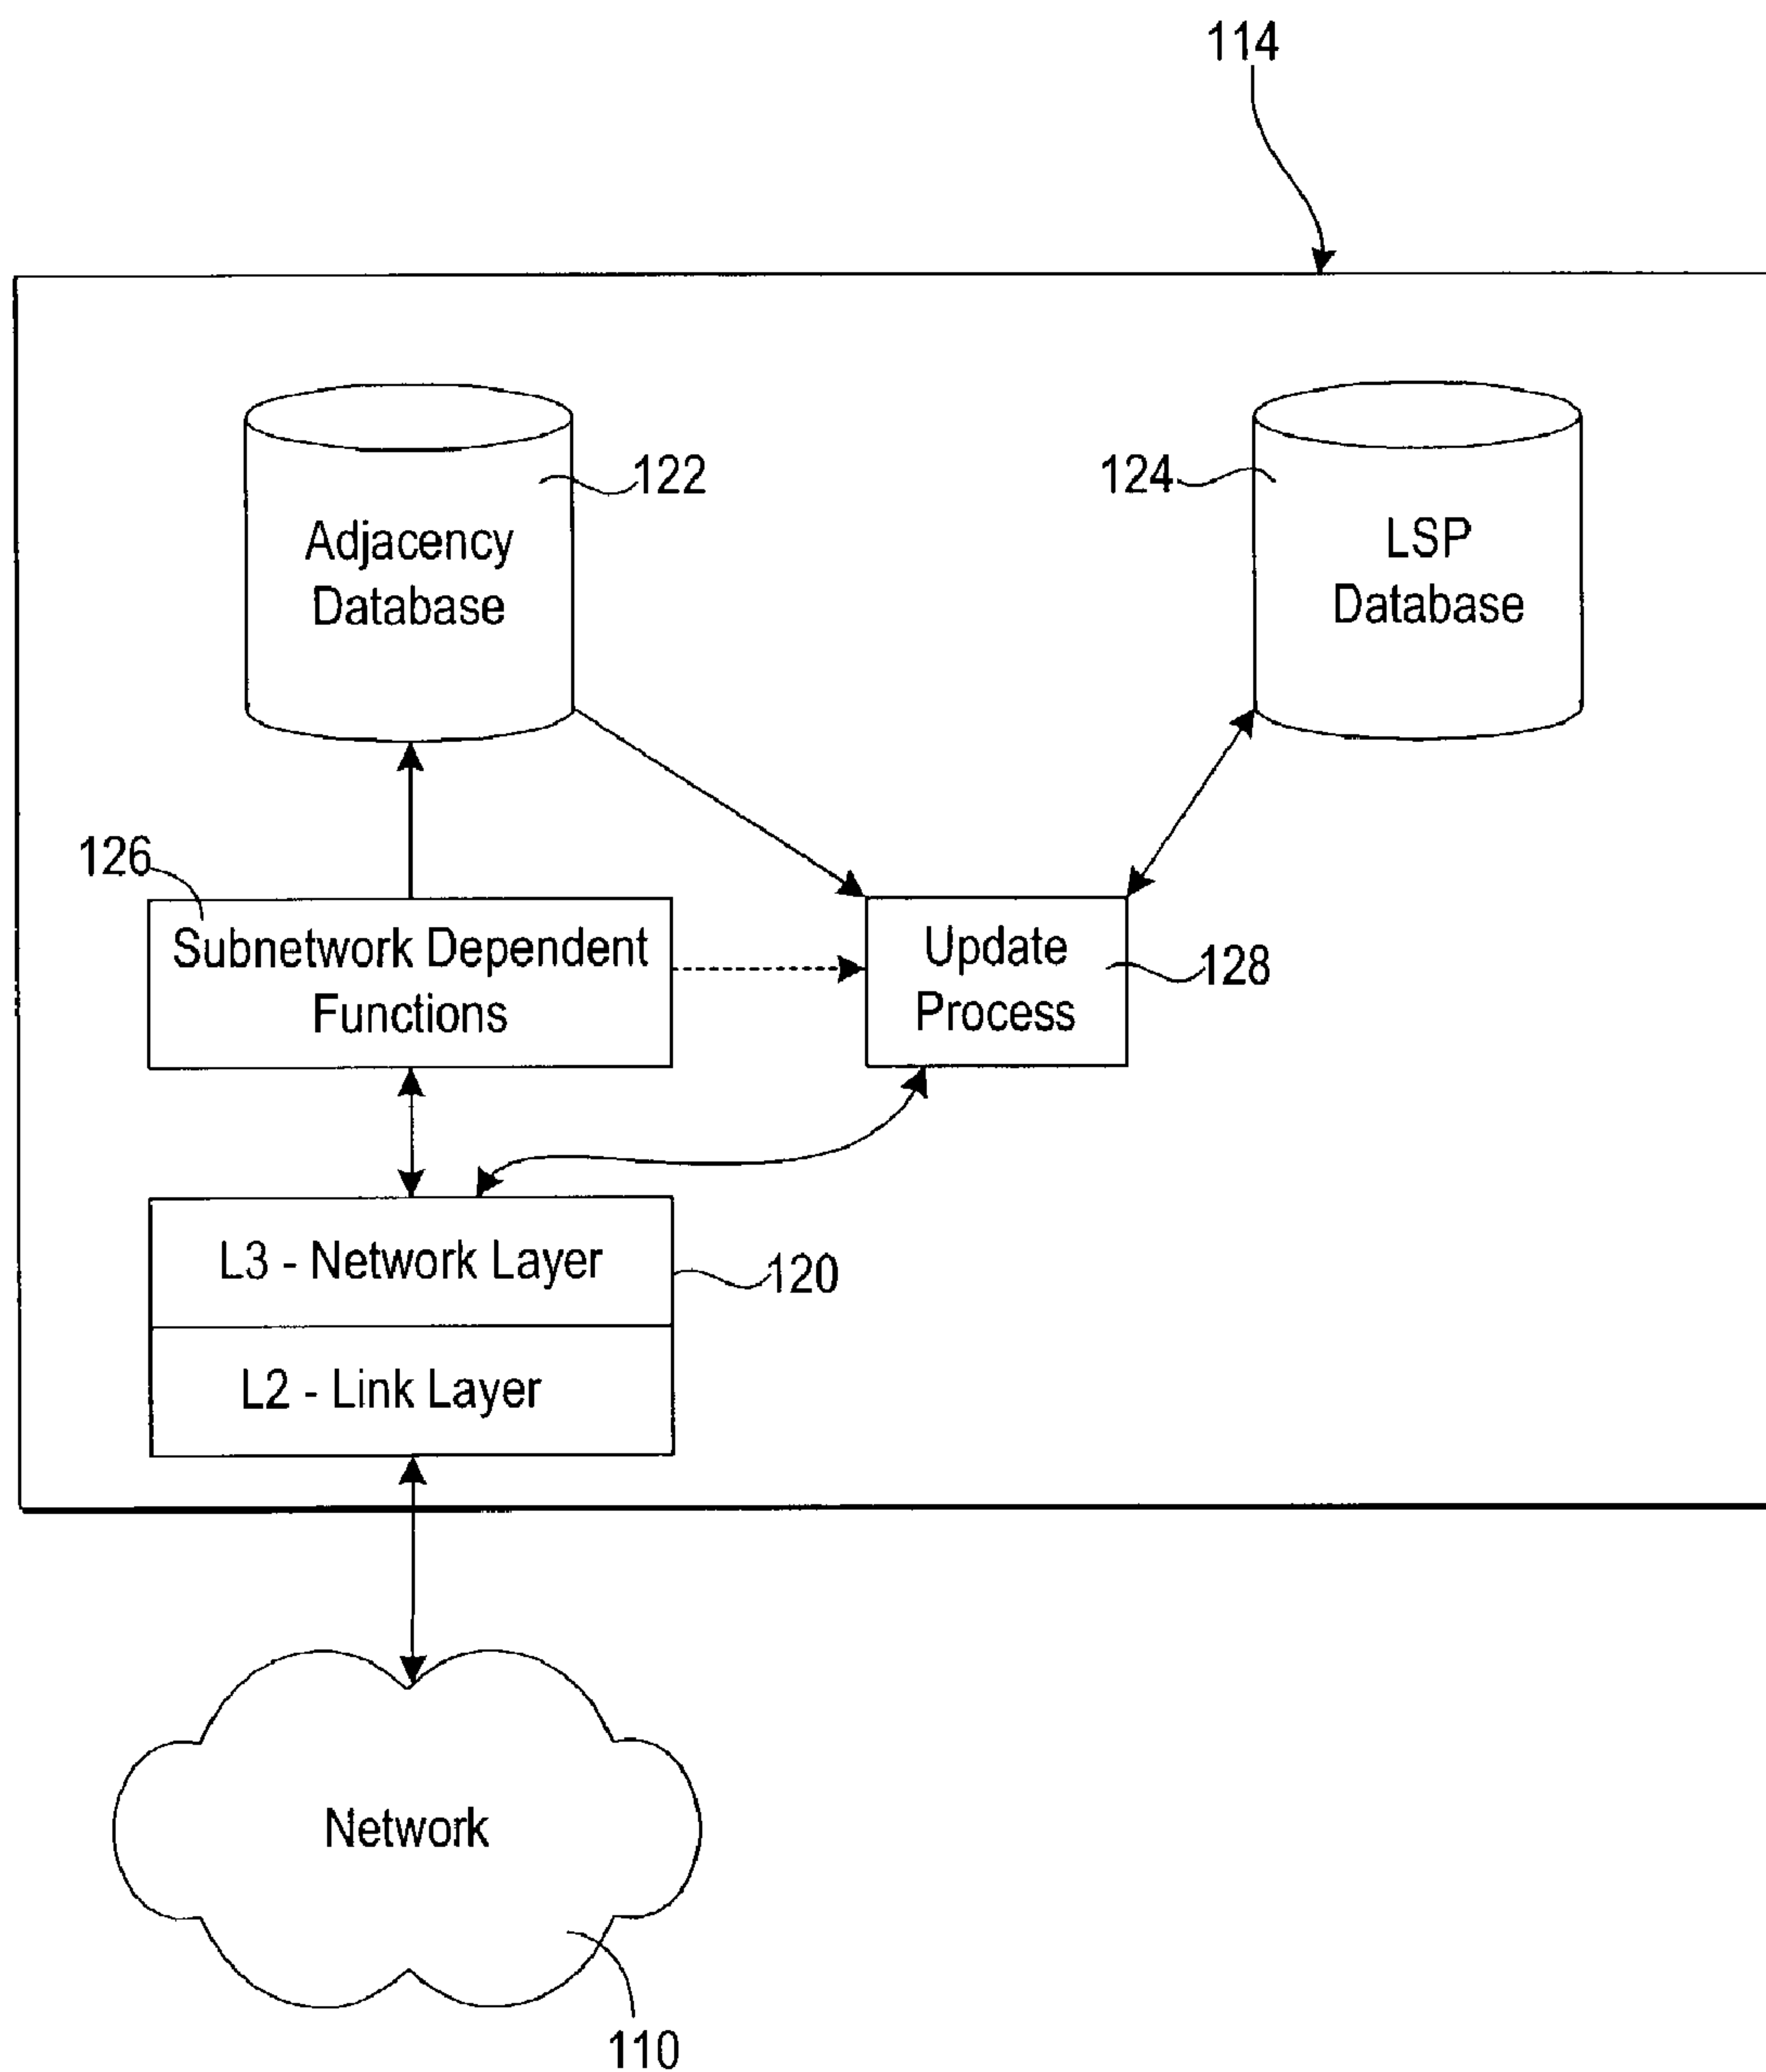 114
122
124
Adjacency
Database
LSP
Database
126
Subnetwork Dependent
Functions
Update
Process
128
L3 - Network Layer
120
L2 - Link Layer
Network
110